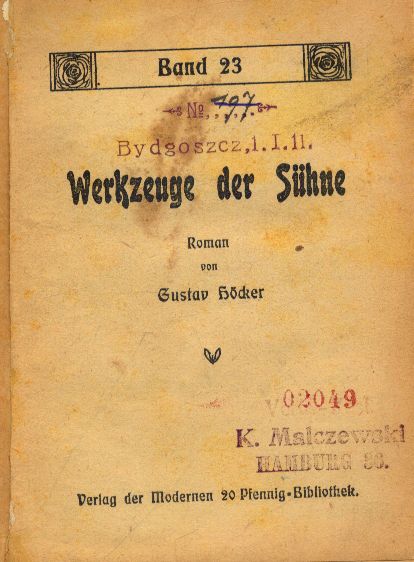 Band 23
No 197
Bydgoszcz, 1. I. 11.
Werkzeuge der Sühne
Roman
von
Gustav Höcker
02049
K. Malczewski
HAMBURG 36.
Verlag der Modernen 20 Pfennig-Bibliothek.